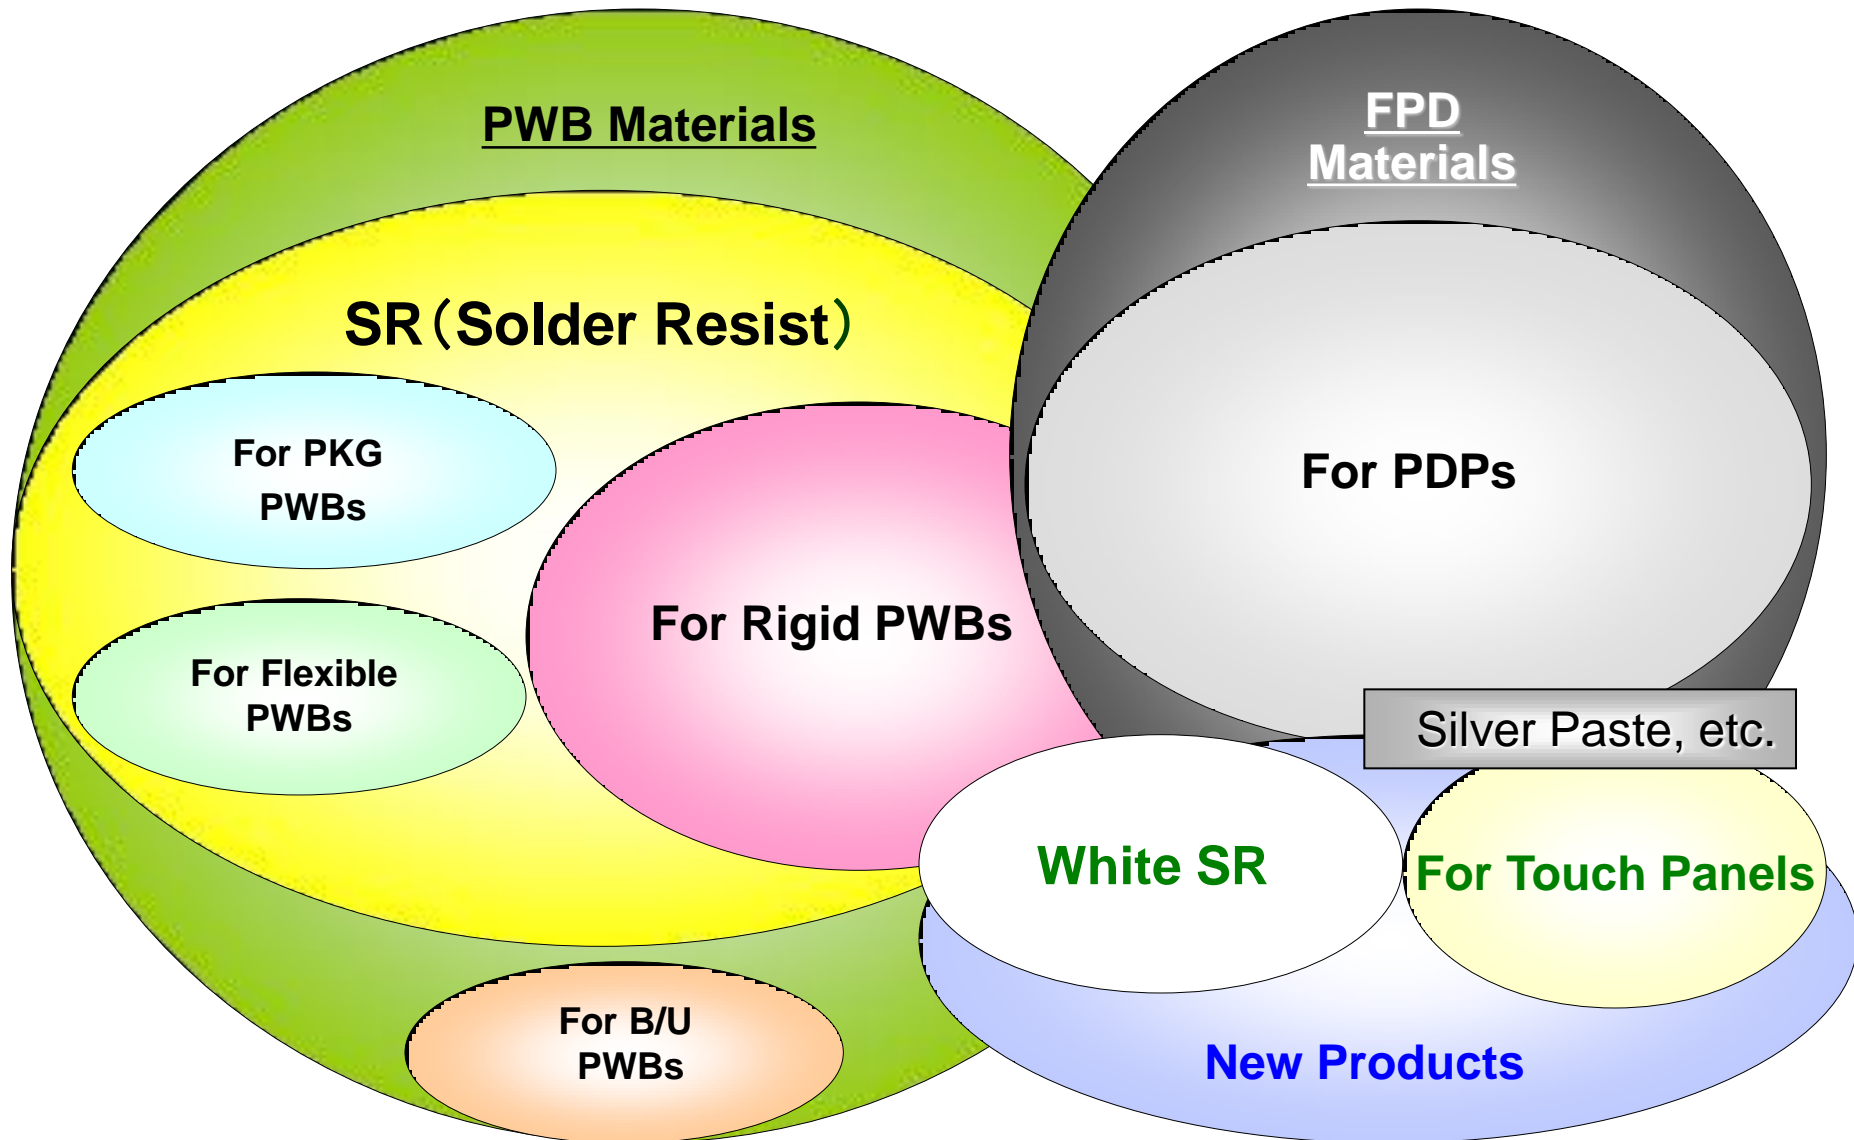 PWB Materials
FPD
Materials
SR（Solder Resist）
For PKG
PWBs
For PDPs
For Rigid PWBs
For Flexible
PWBs
Silver Paste, etc.
White SR
For Touch Panels
For B/U
PWBs
New Products